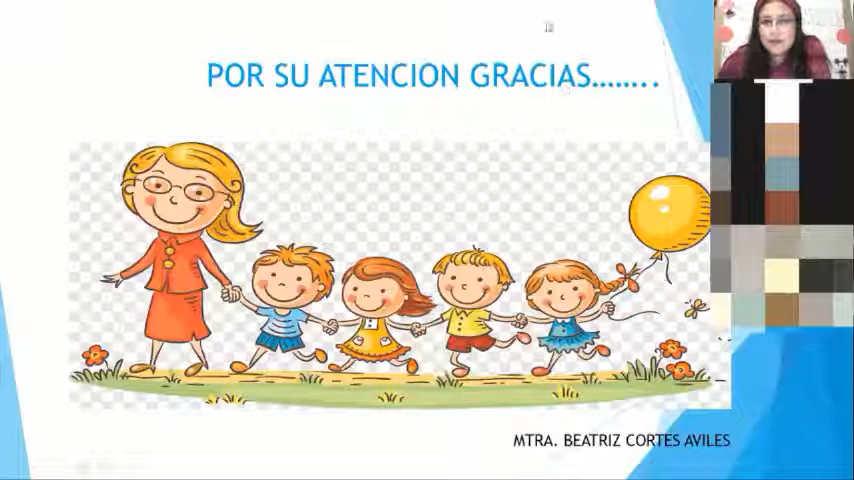 POR SU ATENCION GRACIAS……..
MTRA. BEATRIZ CORTES AVILES